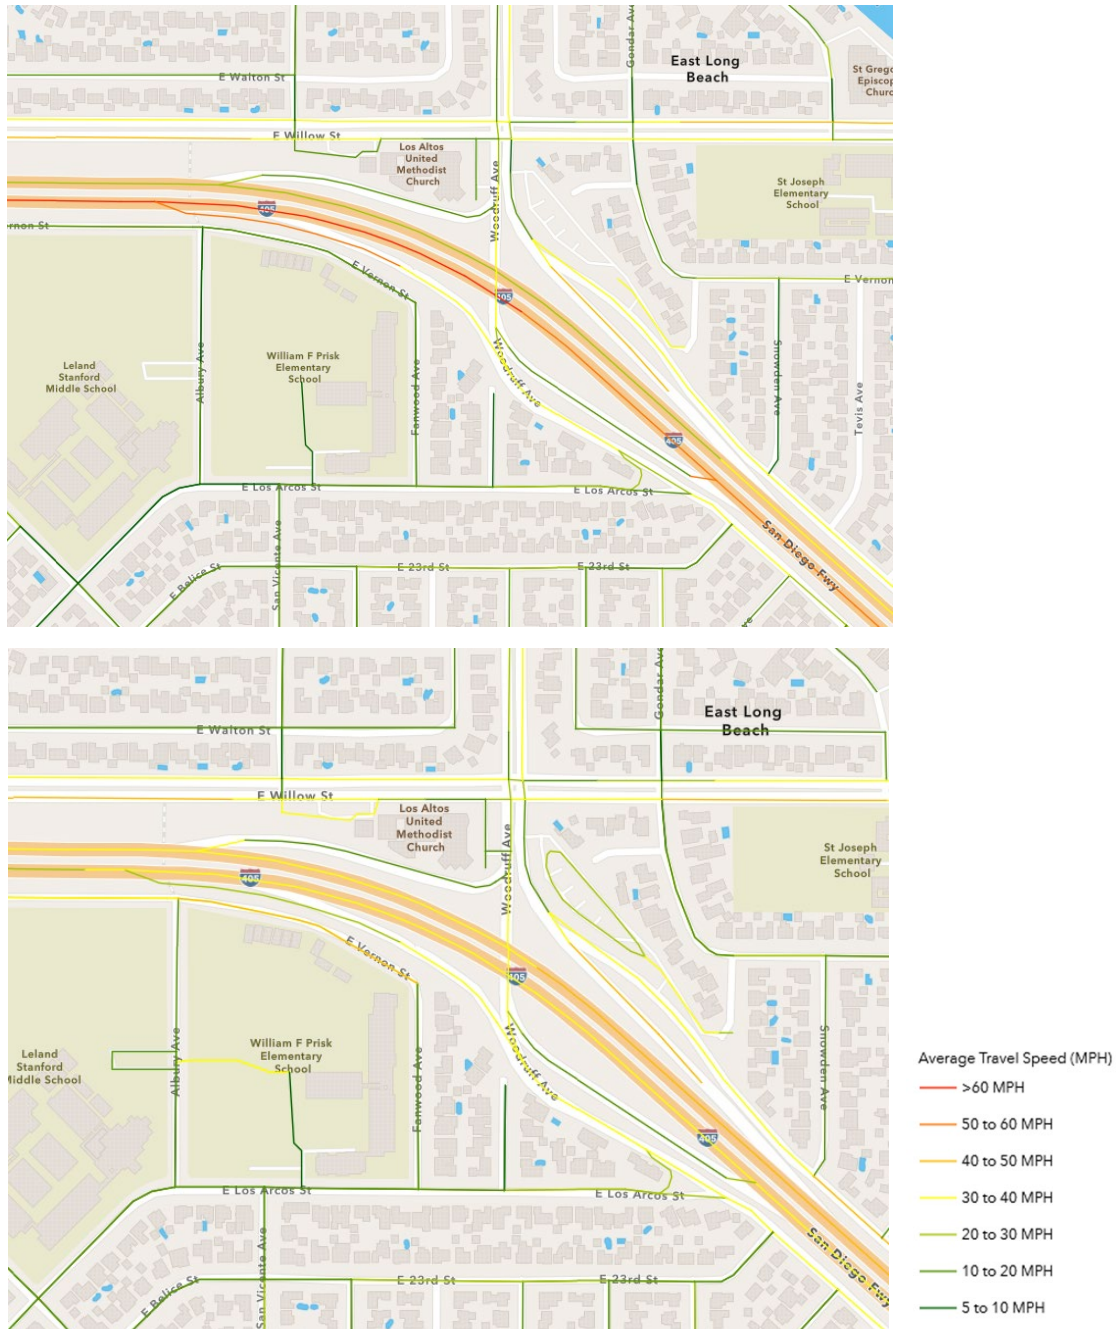 Gondar Ave
East Long
Beach
St Grego
Episcop
Churc
E Walton St
E Willow St
Los Altos
United
Methodist
Church
Woodruff Ave
St Joseph
Elementary
School
405
rnon St
E Vernon St
E Vernon
405
Leland
Stanford
Middle School
Albury Ave
William F Prisk
Elementary
School
Fanwood Ave
Woodruff Ave
Snowden Ave
Tevis Ave
405
E Los Arcos St
E Los Arcos St
San Vicente Ave
San Diego Fwy
E Belice St
E 23rd St
E 23rd St
Gondar Ave
East Long
Beach
E Walton St
E Willow St
Los Altos
United
Methodist
Church
Woodruff Ave
St Joseph
Elementary
School
405
E Vernon St
405
Leland
Stanford
Middle School
Albury Ave
William F Prisk
Elementary
School
Fanwood Ave
Woodruff Ave
Snowden Ave
405
E Los Arcos St
E Los Arcos St
San Vicente Ave
San Diego Fwy
E Belice St
E 23rd St
E 23rd St
Average Travel Speed (MPH)
>60 MPH
50 to 60 MPH
40 to 50 MPH
30 to 40 MPH
20 to 30 MPH
10 to 20 MPH
5 to 10 MPH